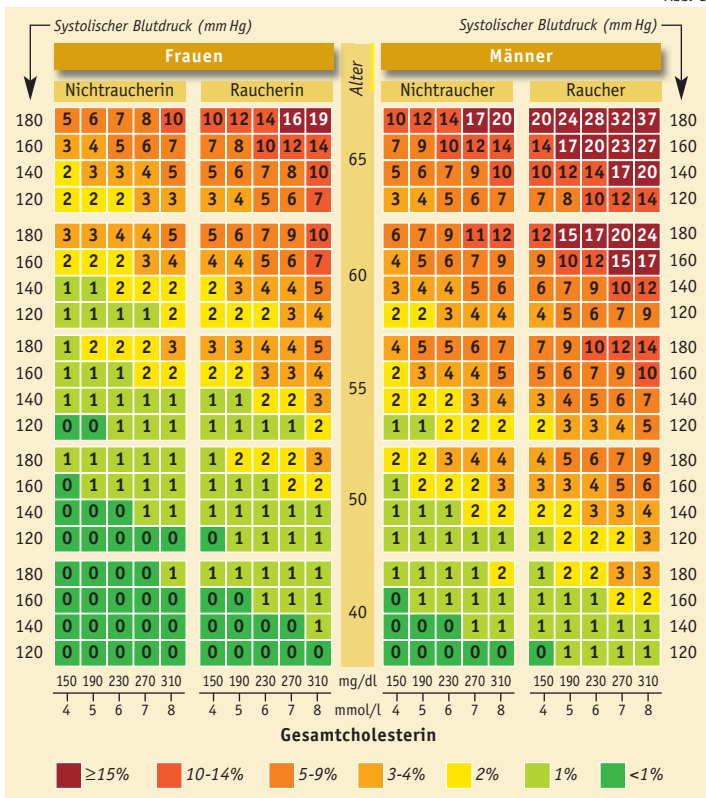 Systolischer Blutdruck (mm Hg) Systolischer Blutdruck (mm Hg)
Frauen Alter Männer
Nichtraucherin Raucherin Nichtraucher Raucher
180 5 6 7 8 10 10 12 14 16 19 10 12 14 17 20 20 24 28 32 37 180
160 3 4 5 6 7 7 8 10 12 14 7 9 10 12 14 14 17 20 23 27 160
65
140 2 3 3 4 5 5 6 7 8 10 5 6 7 9 10 10 12 14 17 20 140
120 2 2 2 3 3 3 4 5 6 7 3 4 5 6 7 7 8 10 12 14 120
180 3 3 4 4 5 5 6 7 9 10 6 7 9 11 12 12 15 17 20 24 180
160 2 2 2 3 4 4 4 5 6 7 4 5 6 7 9 9 10 12 15 17 160
60
140 1 1 2 2 2 2 3 4 4 5 3 4 4 5 6 6 7 9 10 12 140
120 1 1 1 1 2 2 2 2 3 4 2 2 3 4 4 4 5 6 7 9 120
180 1 2 2 2 3 3 3 4 4 5 4 5 5 6 7 7 9 10 12 14 180
160 1 1 1 2 2 2 2 3 3 4 2 3 4 4 5 5 6 7 9 10 160
55
140 1 1 1 1 1 1 1 2 2 3 2 2 2 3 4 3 4 5 6 7 140
120 0 0 1 1 1 1 1 1 1 2 1 1 2 2 2 2 3 3 4 5 120
180 1 1 1 1 1 1 2 2 2 3 2 2 3 4 4 4 5 6 7 9 180
160 0 1 1 1 1 1 1 1 2 2 1 2 2 2 3 3 3 4 5 6 160
50
140 0 0 0 1 1 1 1 1 1 1 1 1 1 2 2 2 2 3 3 4 140
120 0 0 0 0 0 0 1 1 1 1 1 1 1 1 1 1 2 2 2 3 120
180 0 0 0 0 1 1 1 1 1 1 1 1 1 1 2 1 2 2 3 3 180
160 0 0 0 0 0 0 0 1 1 1 0 1 1 1 1 1 1 1 2 2 160
40
140 0 0 0 0 0 0 0 0 0 1 0 0 0 1 1 1 1 1 1 1 140
120 0 0 0 0 0 0 0 0 0 0 0 0 0 0 0 0 1 1 1 1 120
150 190 230 270 310 150 190 230 270 310 mg/dl 150 190 230 270 310 150 190 230 270 310
4 5 6 7 8 4 5 6 7 8 mmol/l 4 5 6 7 8 4 5 6 7 8
Gesamtcholesterin
≥15% 10-14% 5-9% 3-4% 2% 1% <1%